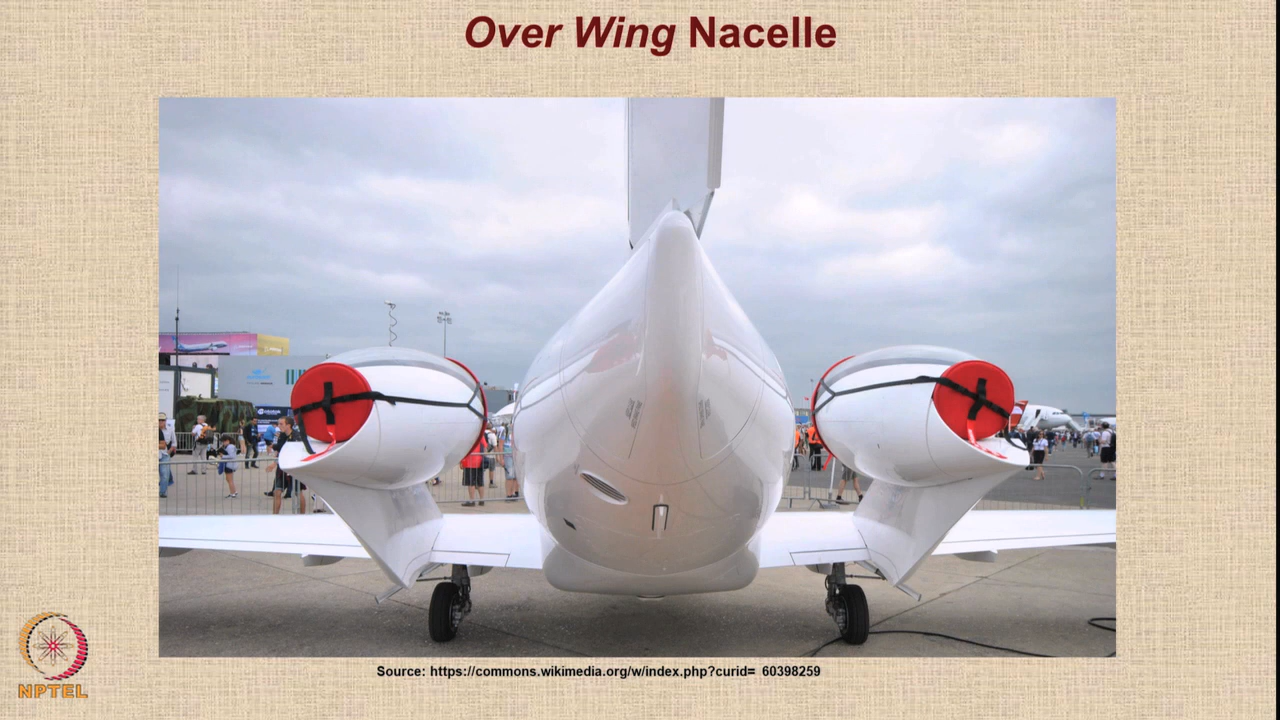 Over Wing Nacelle
Source: https://commons.wikimedia.org/w/index.php?curid= 60398259
NPTEL